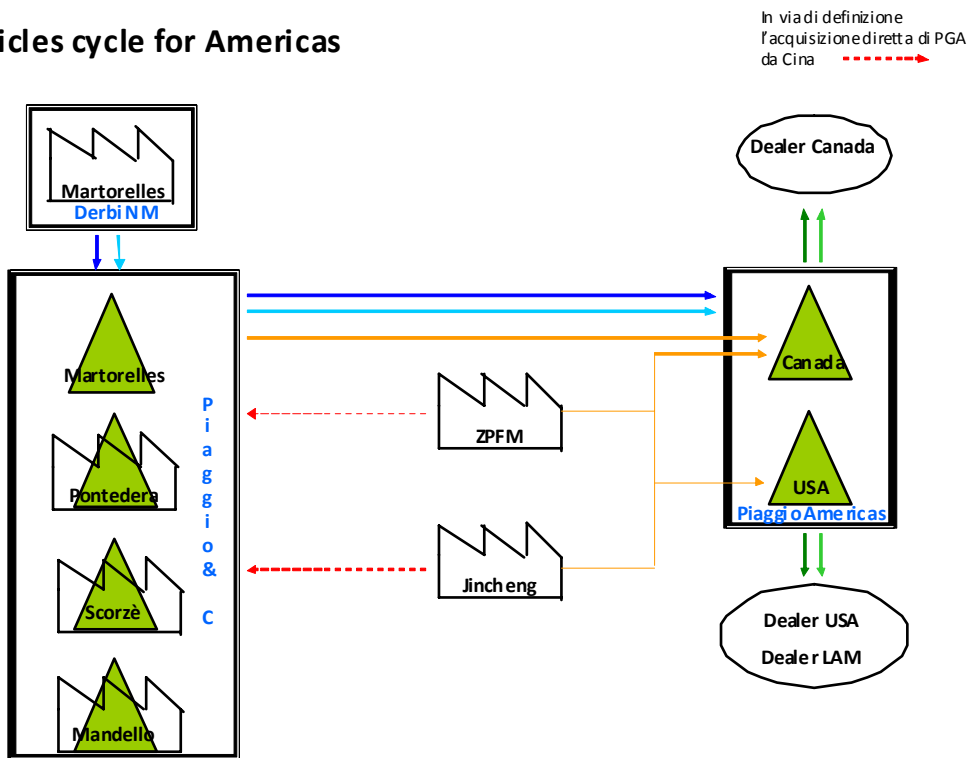 icles cycle for Americas
In via di definizione
l'acquisizione diretta di PGA
da Cina
Dealer Canada
Martorelles
Derbi NM
Martorelles
Canada
Piaggio & C
ZPFM
Pontedera
USA
Piaggio Americas
Jincheng
Scorzè
Dealer USA
Dealer LAM
Mandello